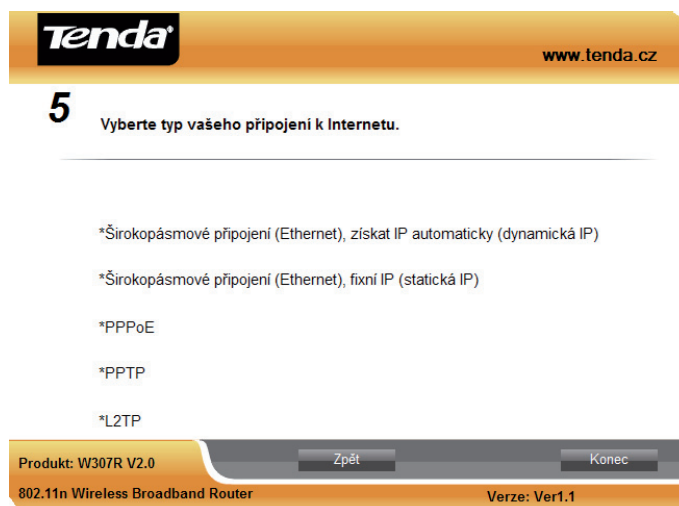 Tenda
www.tenda.cz
5
Vyberte typ vašeho připojení k Internetu.
*Širokopásmové připojení (Ethernet), získat IP automaticky (dynamická IP)
*Širokopásmové připojení (Ethernet), fixní IP (statická IP)
*PPPoE
*PPTP
*L2TP
Produkt: W307R V2.0
Zpět
Konec
802.11n Wireless Broadband Router
Verze: Ver1.1